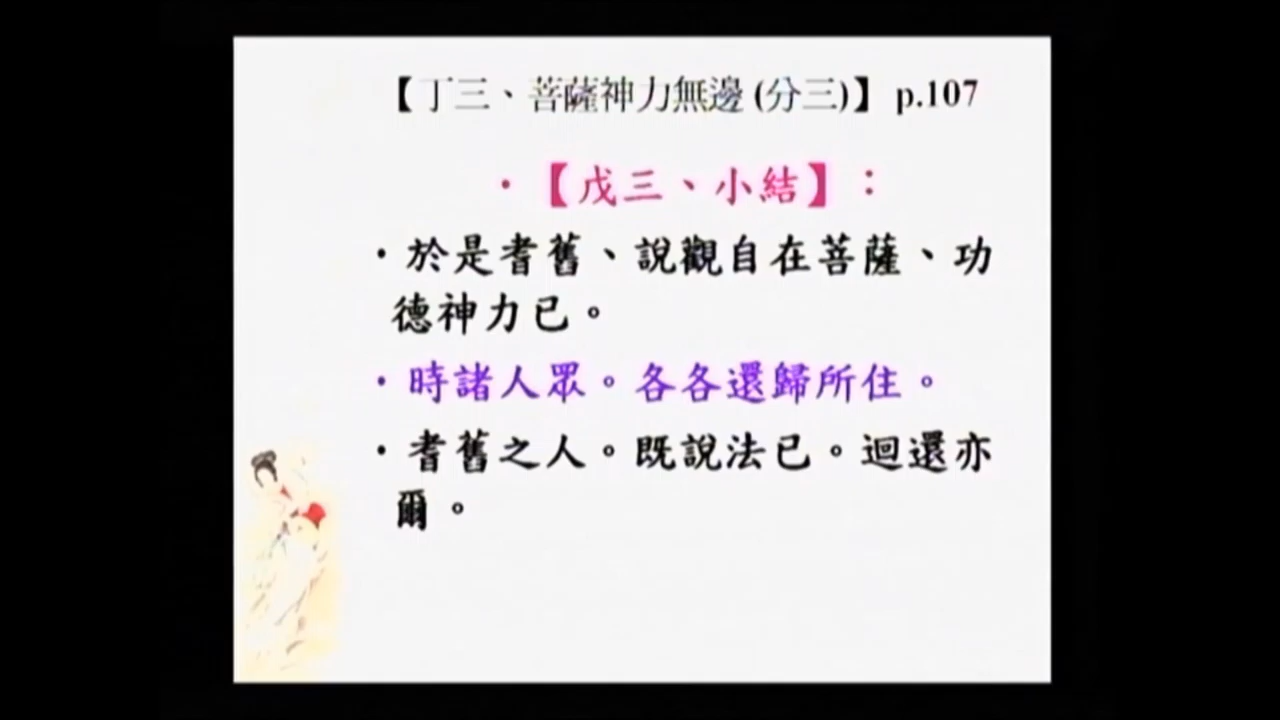 【丁三、菩薩神力無邊 (分三)】 p.107
•【戊三、小結】：
•於是耆舊、說觀自在菩薩、功
德神力已。
•時諸人眾。各各還歸所住。
•耆舊之人。既說法已。迴還亦
爾。